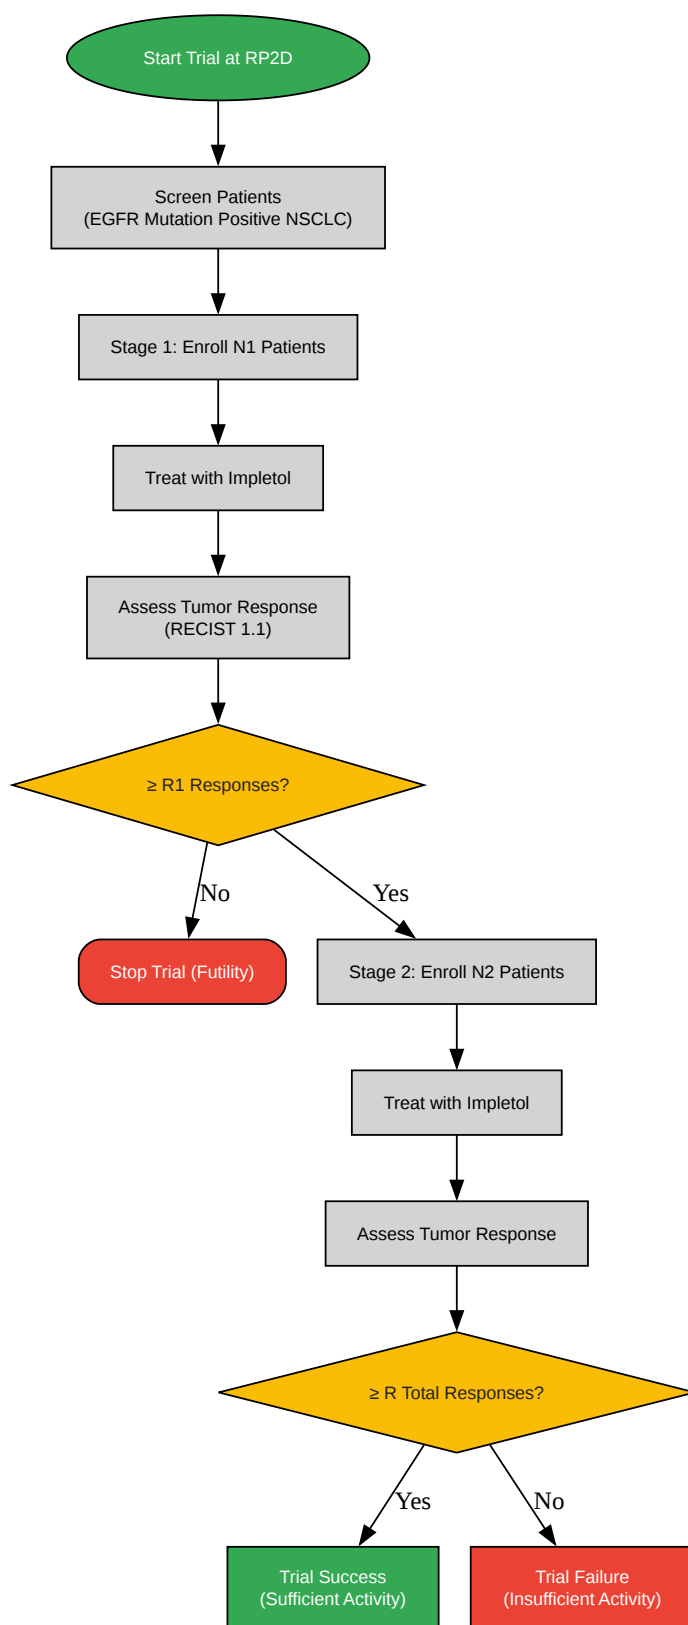 Start Trial at RP2D
Screen Patients
(EGFR Mutation Positive NSCLC)
Stage 1: Enroll N1 Patients
Treat with Impletol
Assess Tumor Response
(RECIST 1.1)
≥ R1 Responses?
No
Yes
Stop Trial (Futility)
Stage 2: Enroll N2 Patients
Treat with Impletol
Assess Tumor Response
≥ R Total Responses?
Yes
No
Trial Success
(Sufficient Activity)
Trial Failure
(Insufficient Activity)